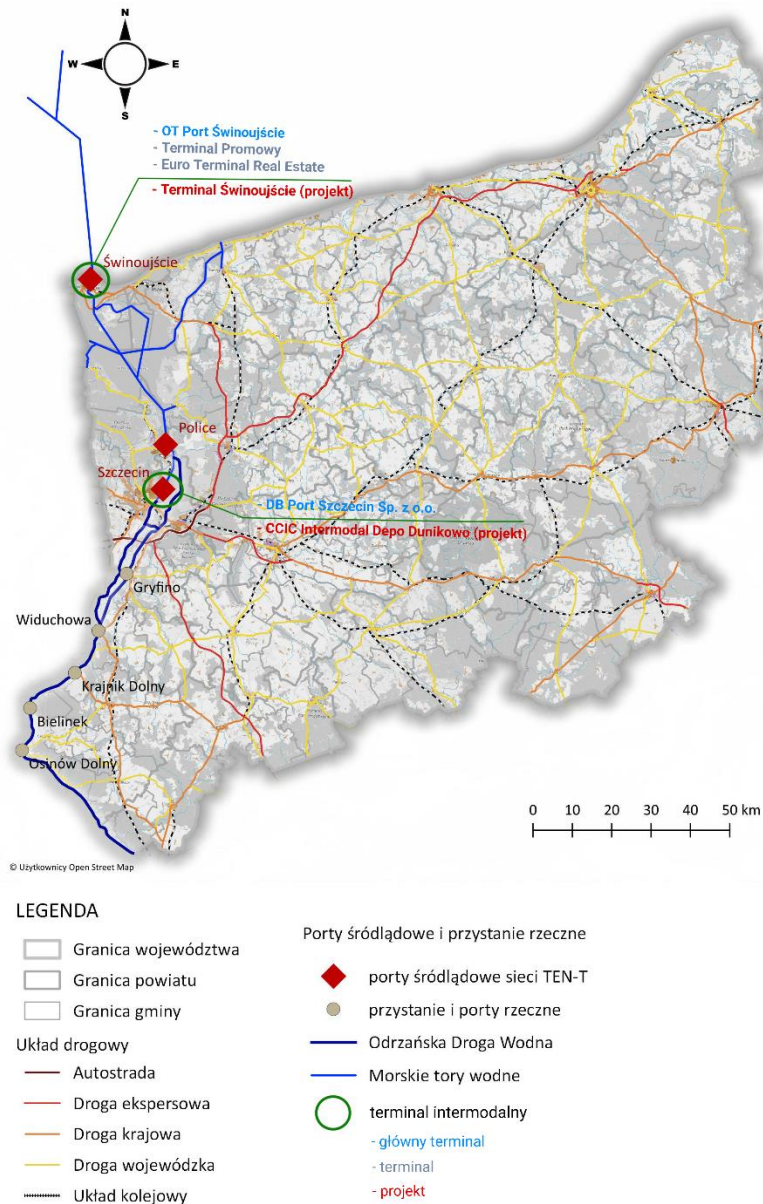 N
W
E
S
- OT Port Świnoujście
- Terminal Promowy
- Euro Terminal Real Estate
- Terminal Świnoujście (projekt)
Świnoujście
Police
Szczecin
- DB Port Szczecin Sp. z o.o.
- CCIC Intermodal Depo Dunikowo (projekt)
Gryfino
Widuchowa
Krajnik Dolny
Bielinek
Osinów Dolny
0 10 20 30 40 50 km
© Użytkownicy Open Street Map
LEGENDA
Granica województwa
Granica powiatu
Granica gminy
Układ drogowy
Autostrada
Droga ekspersowa
Droga krajowa
Droga wojewódzka
Układ kolejowy
Porty śródlądowe i przystanie rzeczne
porty śródlądowe sieci TEN-T
przystanie i porty rzeczne
Odrzańska Droga Wodna
Morskie tory wodne
terminal intermodalny
- główny terminal
- terminal
- projekt